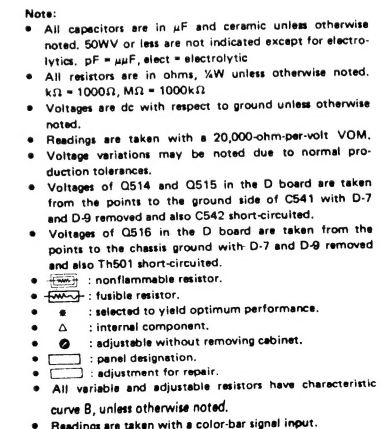 Note:
• All capacitors are in μF and ceramic unless otherwise
noted. 50WV or less are not indicated except for electro-
lytics. pF = μμF, elect = electrolytic
• All resistors are in ohms, ¼W unless otherwise noted.
kΩ = 1000Ω, MΩ = 1000kΩ
• Voltages are dc with respect to ground unless otherwise
noted.
• Readings are taken with a 20,000-ohm-per-volt VOM.
• Voltage variations may be noted due to normal pro-
duction tolerances.
• Voltages of Q514 and Q515 in the D board are taken
from the points to the ground side of C541 with D-7
and D-9 removed and also C542 short-circuited.
• Voltages of Q516 in the D board are taken from the
points to the chassis ground with D-7 and D-9 removed
and also Th501 short-circuited.
• : nonflammable resistor.
• : fusible resistor.
• * : selected to yield optimum performance.
• △ : internal component.
• : adjustable without removing cabinet.
• : panel designation.
• : adjustment for repair.
• All variable and adjustable resistors have characteristic
curve B, unless otherwise noted.
• Readings are taken with a color-bar signal input.